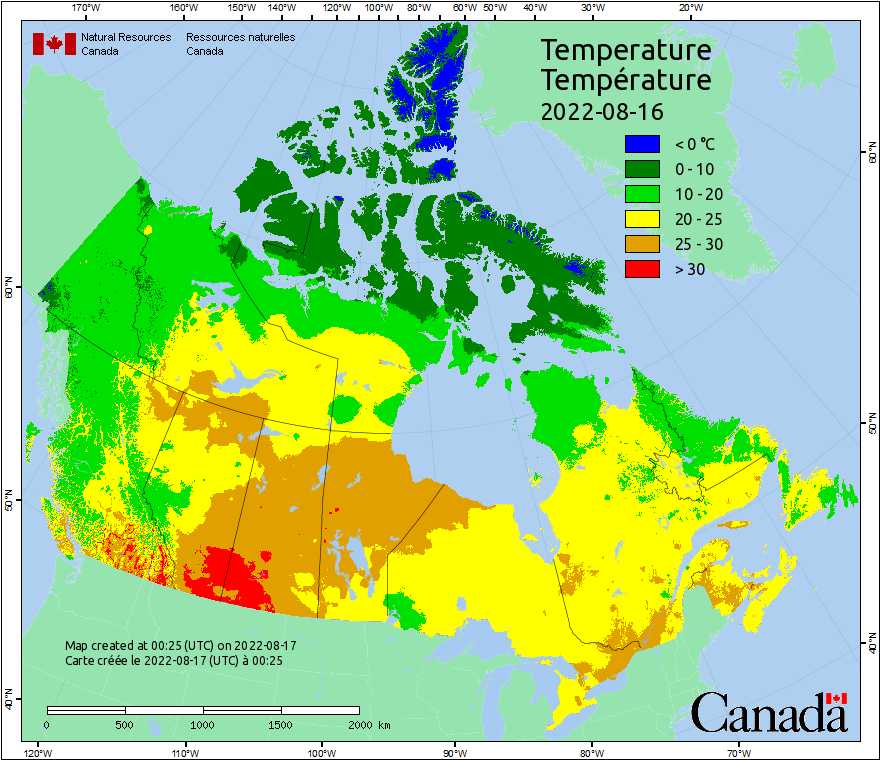 170°W 160°W 150°W 140°W 120°W 100°W 80°W 60°W 50°W 40°W 30°W 20°W
Natural Resources Ressources naturelles
Canada Canada
Temperature
Température
2022-08-16
< 0 °C
0 - 10
10 - 20
20 - 25
25 - 30
> 30
60°N
60°N
50°N
50°N
40°N
40°N
Map created at 00:25 (UTC) on 2022-08-17
Carte créée le 2022-08-17 (UTC) à 00:25
0 500 1000 1500 2000 km
Canada
120°W 110°W 100°W 90°W 80°W 70°W